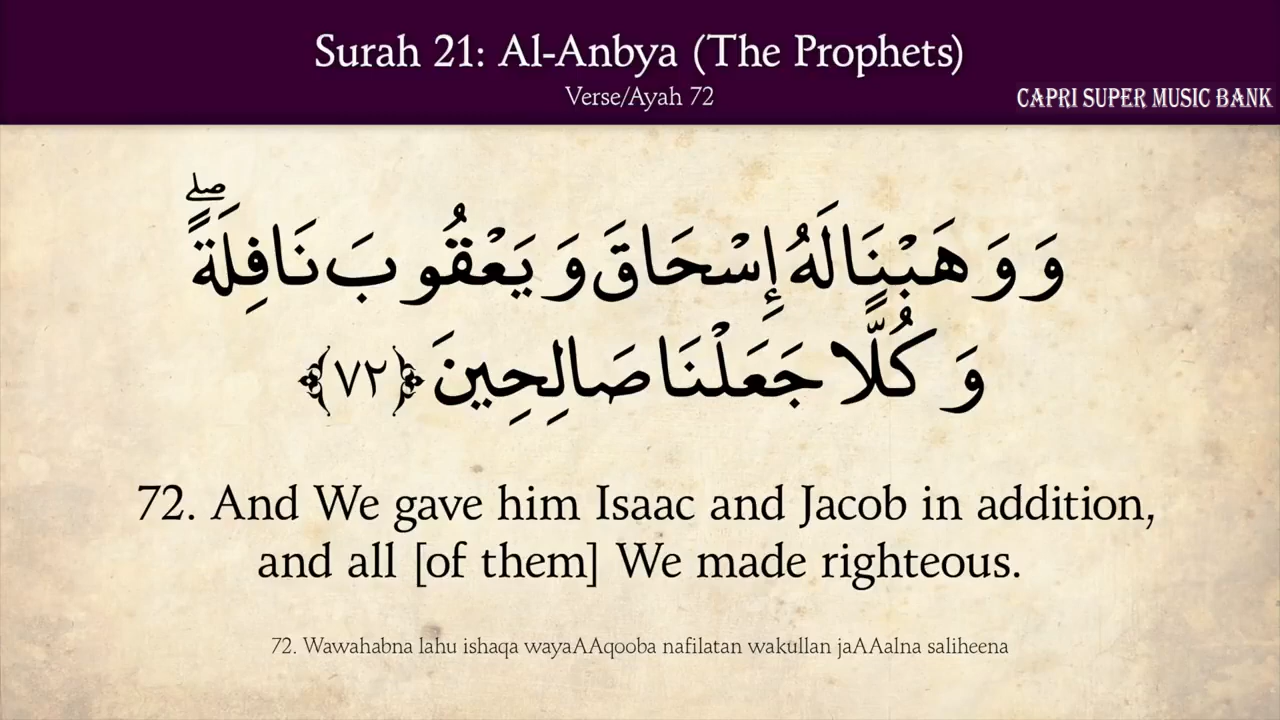 Surah 21: Al-Anbya (The Prophets)
Verse/Ayah 72
CAPRI SUPER MUSIC BANK
وَ وَ هَبْنَا لَهُ إِسْحَاقَ وَ يَعْقُوبَ نَافِلَةً ۖ
وَ كُلًّا جَعَلْنَا صَالِحِينَ ﴿٧٢﴾
72. And We gave him Isaac and Jacob in addition,
and all [of them] We made righteous.
72. Wawahabna lahu ishaqa wayaAAqooba nafilatan wakullan jaAAalna saliheena